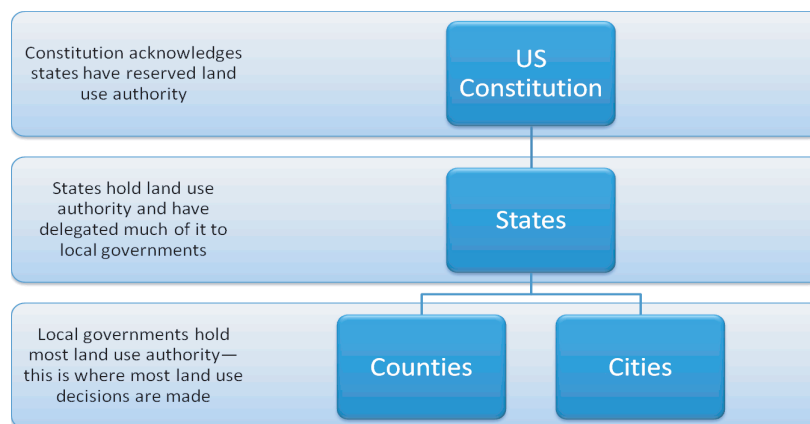 Constitution acknowledges
states have reserved land
use authority
US
Constitution
States hold land use
authority and have
delegated much of it to
local governments
States
Local governments hold
most land use authority—
this is where most land use
decisions are made
Counties
Cities